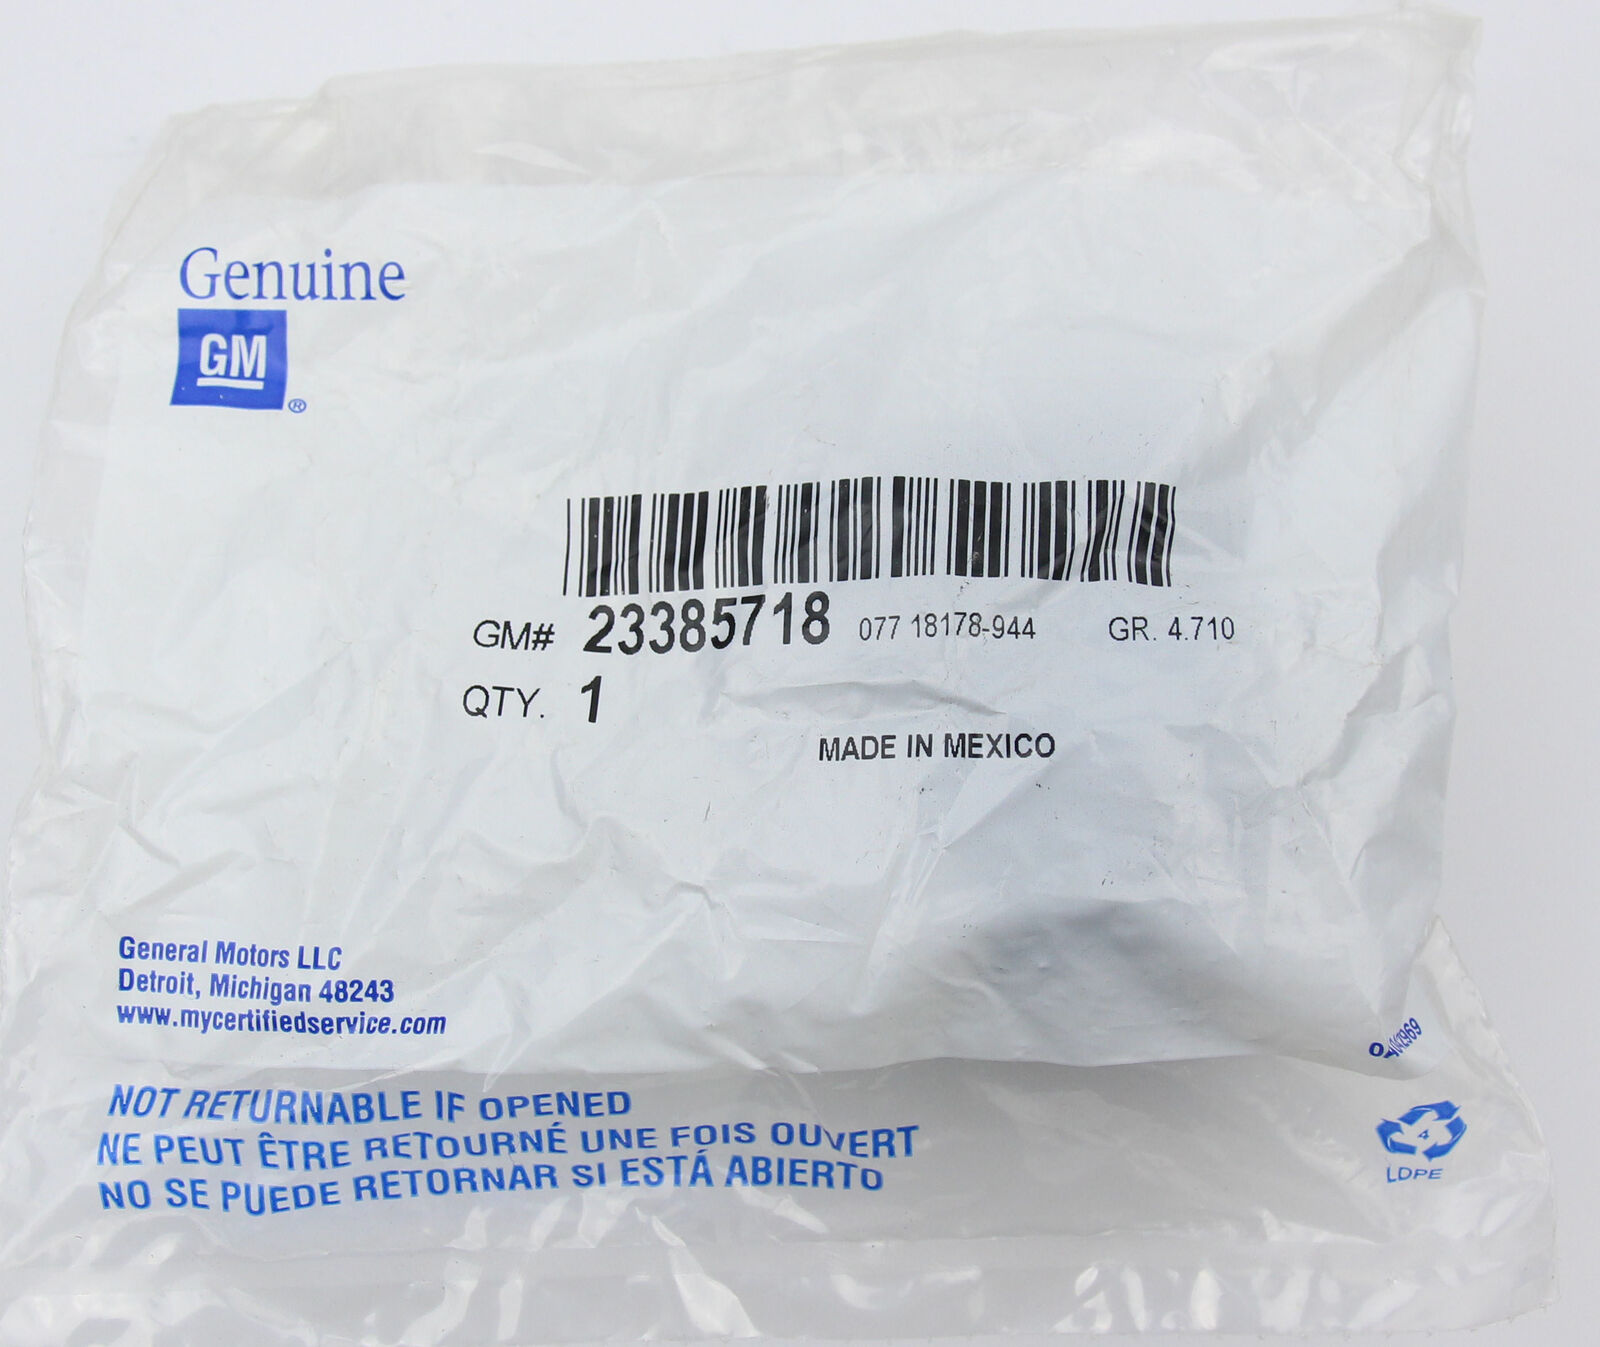 Genuine
GM
®
GM# 23385718 077 18178-944 GR. 4.710
QTY. 1
MADE IN MEXICO
General Motors LLC
Detroit, Michigan 48243
www.mycertifiedservice.com
NOT RETURNABLE IF OPENED
NE PEUT ÊTRE RETOURNÉ UNE FOIS OUVERT
NO SE PUEDE RETORNAR SI ESTÁ ABIERTO
4
LDPE